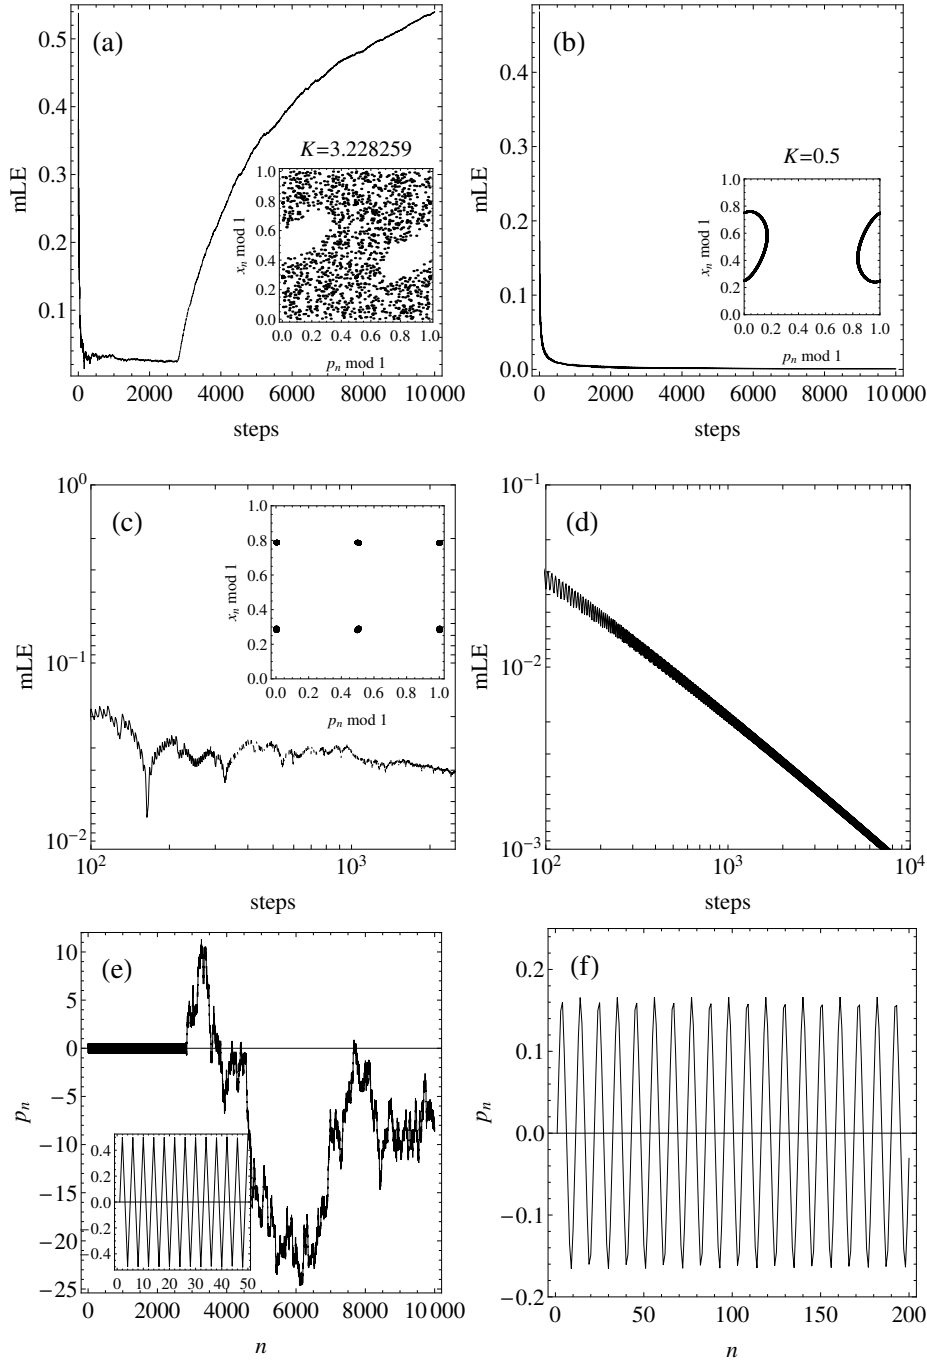 (a)
mLE
0.5
0.4
0.3
0.2
0.1
0 2000 4000 6000 8000 10000
steps
K=3.228259
x_n mod 1
1.0
0.8
0.6
0.4
0.2
0.0
0.0 0.2 0.4 0.6 0.8 1.0
p_n mod 1
(b)
mLE
0.4
0.3
0.2
0.1
0.0
0 2000 4000 6000 8000 10000
steps
K=0.5
x_n mod 1
1.0
0.8
0.6
0.4
0.2
0.0
0.0 0.2 0.4 0.6 0.8 1.0
p_n mod 1
(c)
mLE
10^0
10^-1
10^-2
10^2 10^3
steps
x_n mod 1
1.0
0.8
0.6
0.4
0.2
0.0
0.0 0.2 0.4 0.6 0.8 1.0
p_n mod 1
(d)
mLE
10^-1
10^-2
10^-3
10^2 10^3 10^4
steps
(e)
p_n
10
5
0
−5
−10
−15
−20
−25
0 2000 4000 6000 8000 10000
n
0.4
0.2
0.0
0.2
0.4
0 10 20 30 40 50
(f)
p_n
0.2
0.1
0.0
−0.1
−0.2
0 50 100 150 200
n